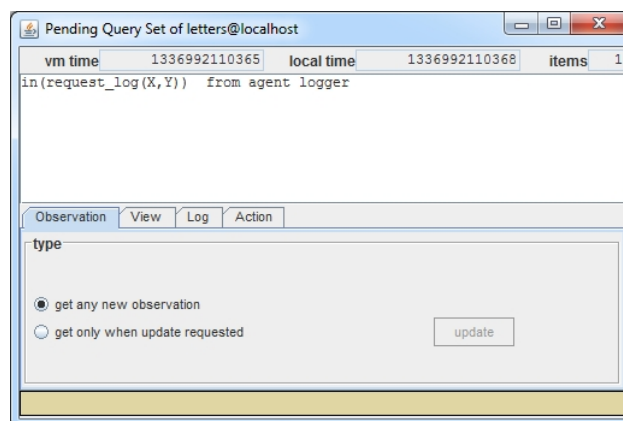 Pending Query Set of letters@localhost
vm time 1336992110365 local time 1336992110368 items 1
in(request_log(X,Y)) from agent logger
Observation View Log Action
type
get any new observation
get only when update requested update